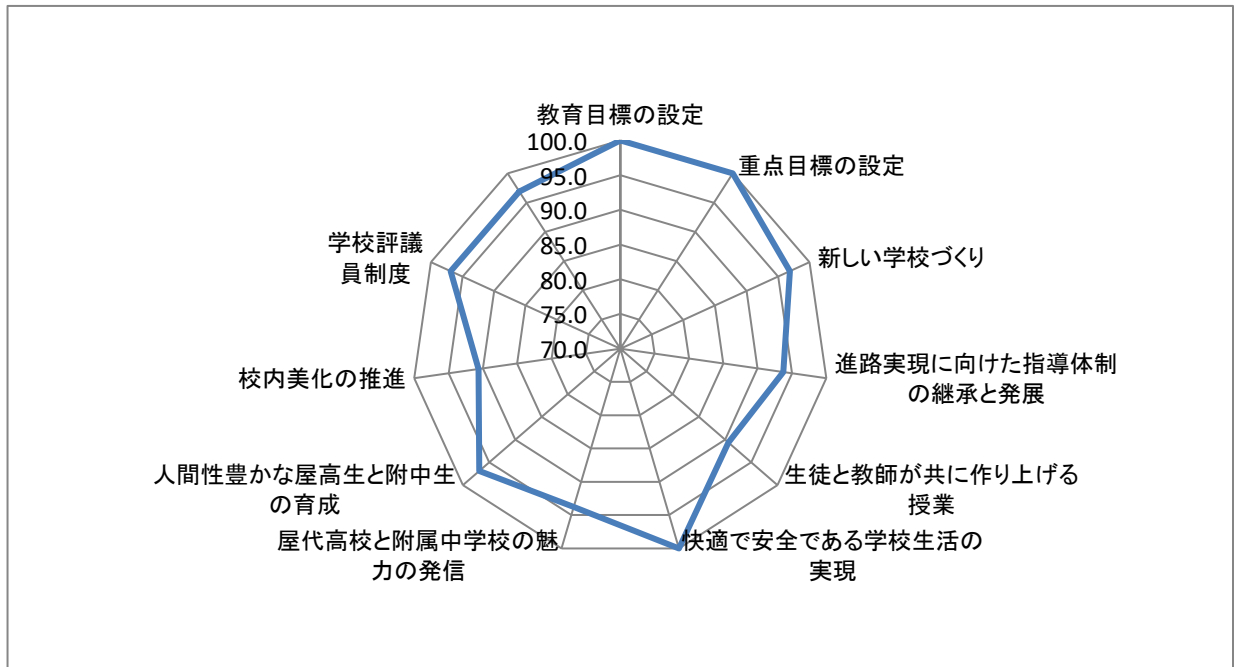 教育目標の設定
100.0
95.0
90.0
85.0
80.0
75.0
70.0
重点目標の設定
新しい学校づくり
進路実現に向けた指導体制
の継承と発展
生徒と教師が共に作り上げる
授業
快適で安全である学校生活の
実現
屋代高校と附属中学校の魅
力の発信
人間性豊かな屋高生と附中生
の育成
校内美化の推進
学校評議
員制度